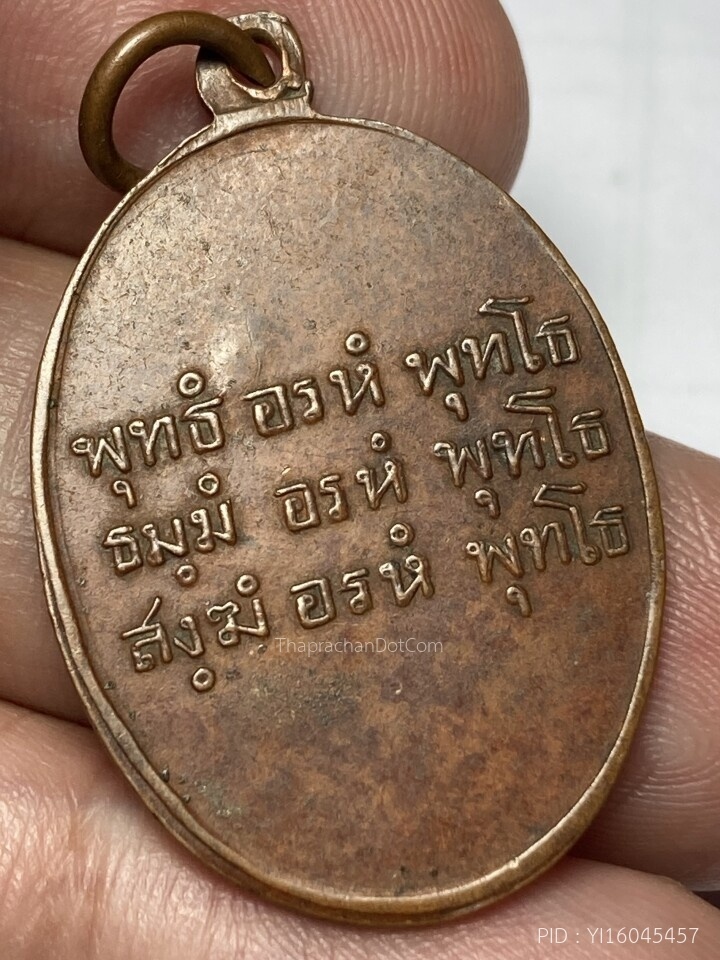 พุทธํ อรหํ พุทโธ
ธมฺมํ อรหํ พุทโธ
สงฺฆํ อรหํ พุทโธ
ThaprachanDotCom
PID : YI16045457